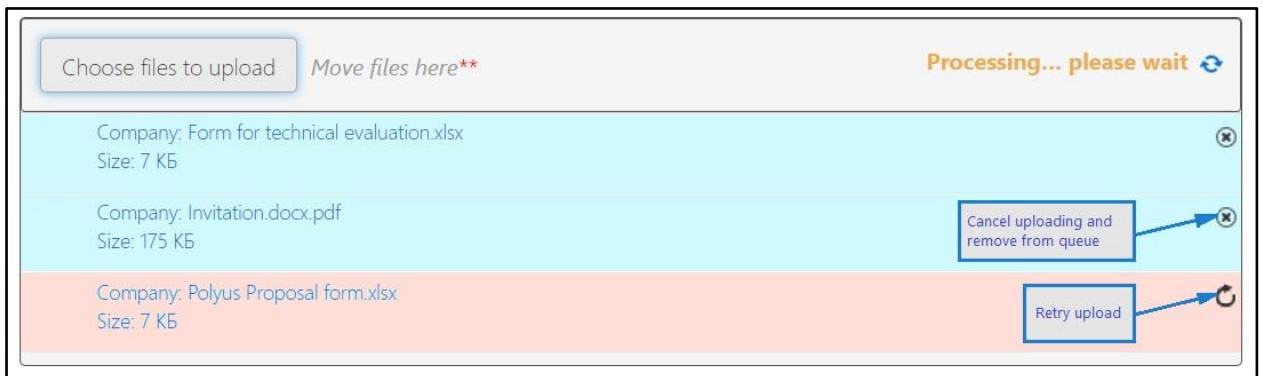 Choose files to upload Move files here** Processing... please wait
Company: Form for technical evaluation.xlsx
Size: 7 КБ
Company: Invitation.docx.pdf
Size: 175 КБ
Cancel uploading and
remove from queue
Company: Polyus Proposal form.xlsx
Size: 7 КБ
Retry upload